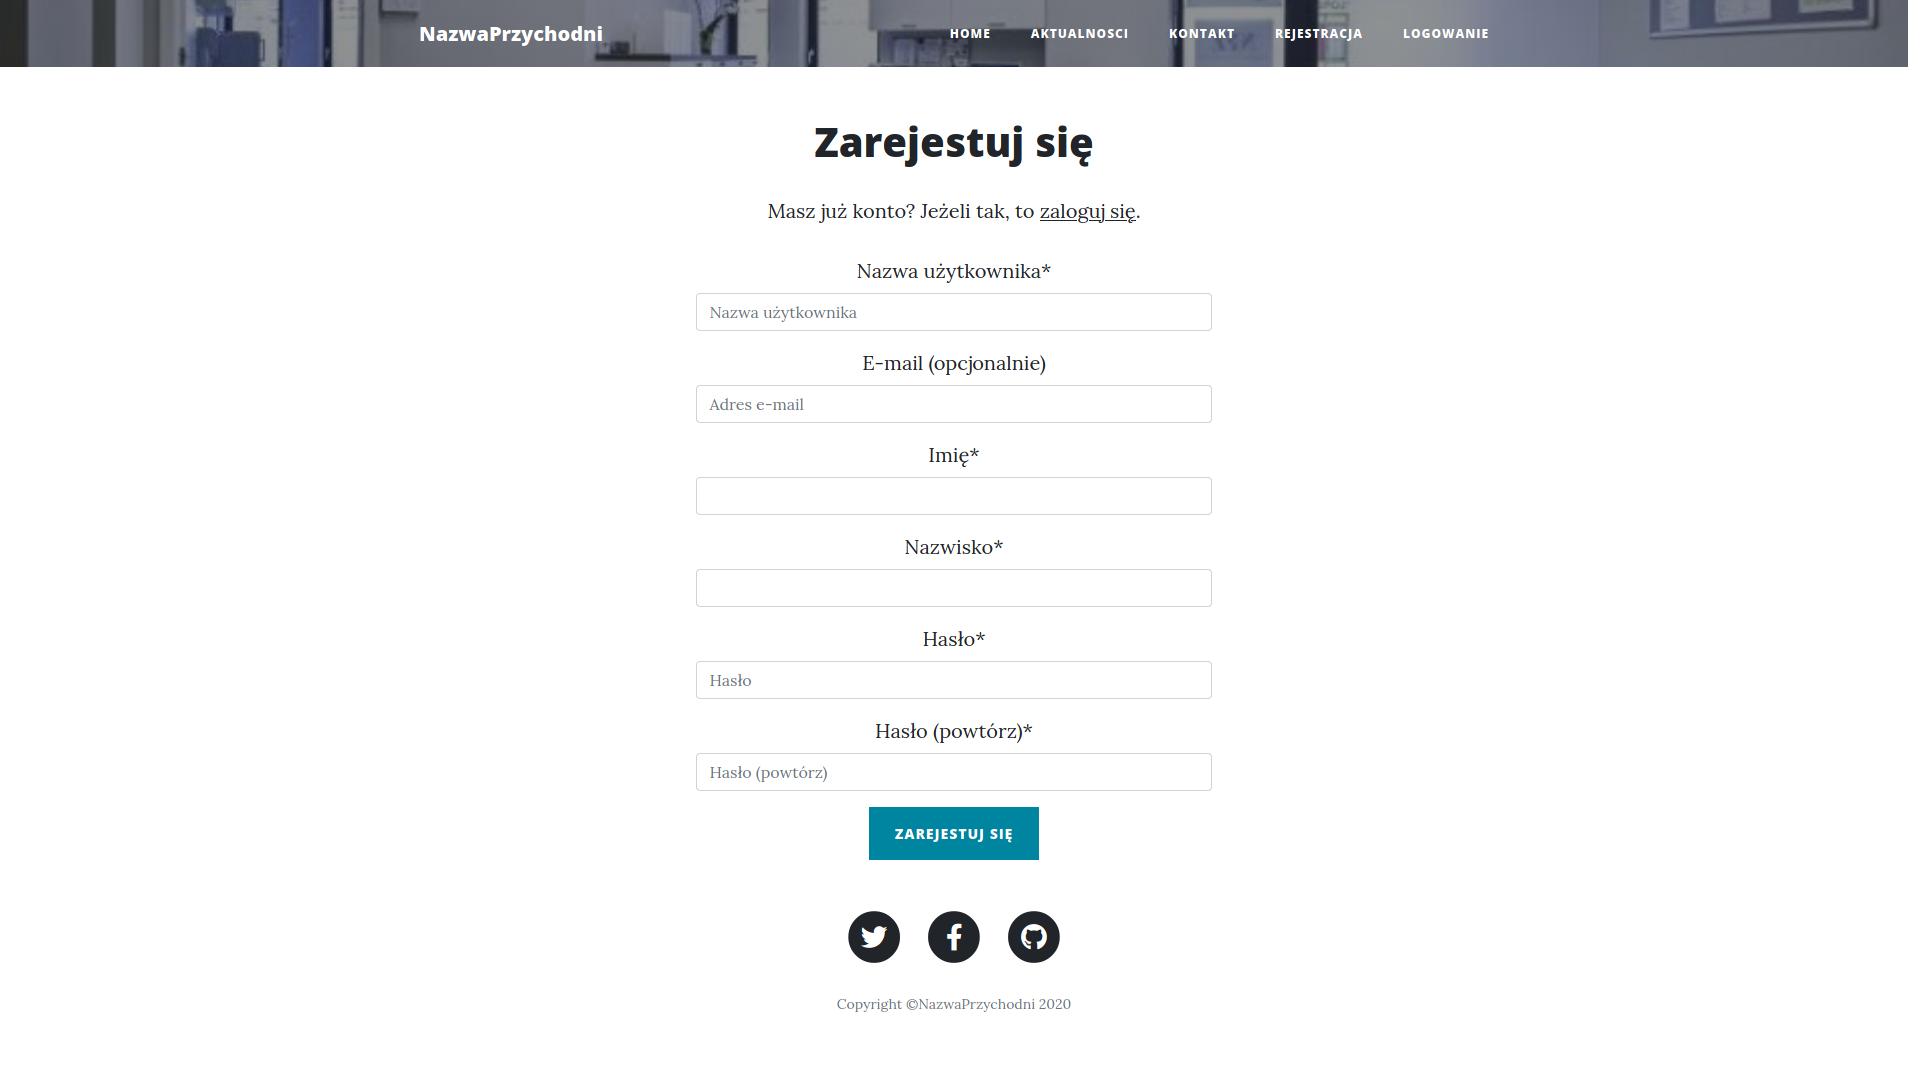 NazwaPrzychodni
HOME
AKTUALNOSCI
KONTAKT
REJESTRACJA
LOGOWANIE
Zarejestuj się
Masz już konto? Jeżeli tak, to zaloguj się.
Nazwa użytkownika*
Nazwa użytkownika
E-mail (opcjonalnie)
Adres e-mail
Imię*
Nazwisko*
Hasło*
Hasło
Hasło (powtórz)*
Hasło (powtórz)
ZAREJESTUJ SIĘ
Copyright ©NazwaPrzychodni 2020